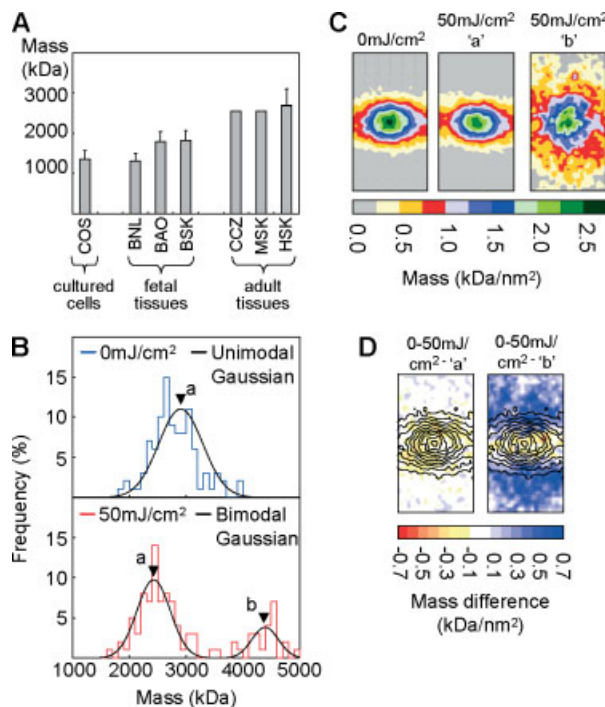 A
Mass
(kDa)
3000
2000
1000
COS
BNL
BAO
BSK
CCZ
MSK
HSK
cultured cells
fetal tissues
adult tissues
B
0mJ/cm²
Unimodal Gaussian
a
15
10
5
50mJ/cm²
Bimodal Gaussian
a
b
15
10
5
Frequency (%)
1000 2000 3000 4000 5000
Mass (kDa)
C
0mJ/cm²
50mJ/cm² 'a'
50mJ/cm² 'b'
0.0 0.5 1.0 1.5 2.0 2.5
Mass (kDa/nm²)
D
0-50mJ/
cm² - 'a'
0-50mJ/
cm² - 'b'
-0.7 -0.5 -0.3 -0.1 0.1 0.3 0.5 0.7
Mass difference
(kDa/nm²)